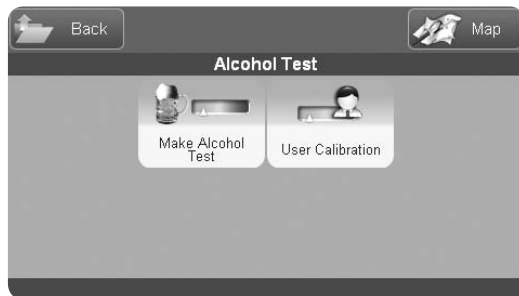 Back
Map
Alcohol Test
Make Alcohol
Test
User Calibration